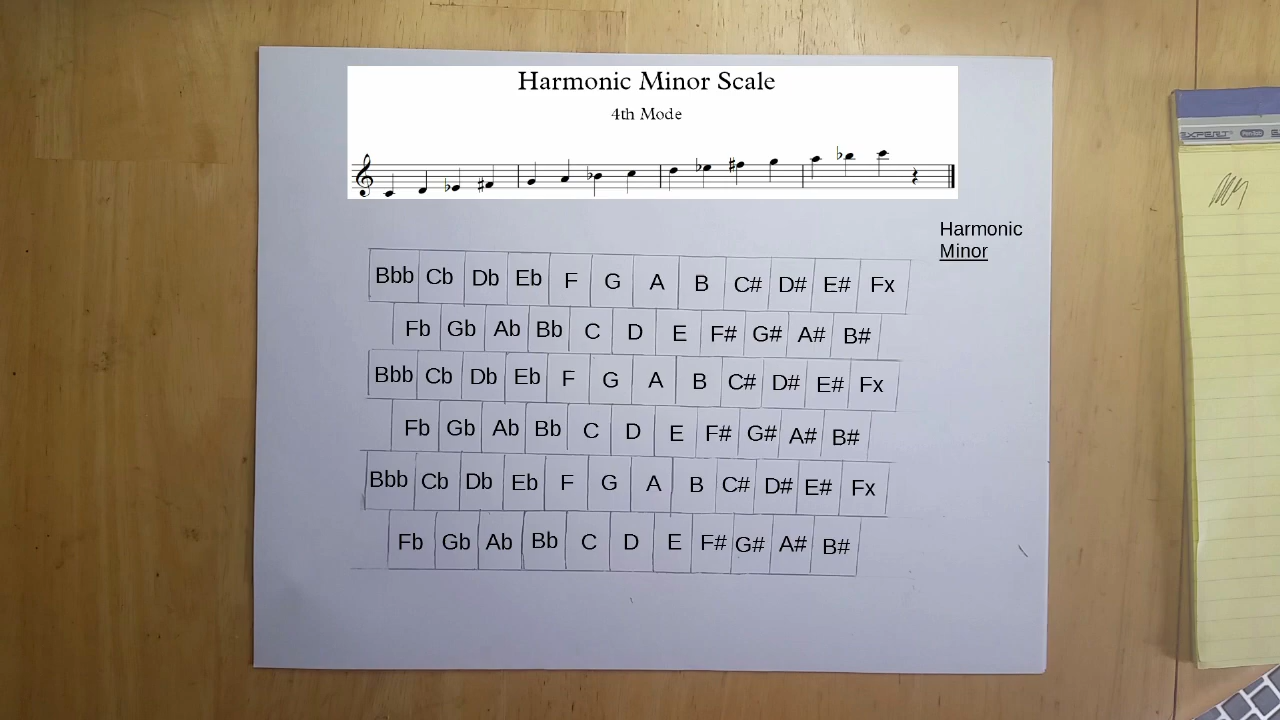 Harmonic Minor Scale
4th Mode
Harmonic
Minor
Bbb Cb Db Eb F G A B C# D# E# Fx
Fb Gb Ab Bb C D E F# G# A# B#
Bbb Cb Db Eb F G A B C# D# E# Fx
Fb Gb Ab Bb C D E F# G# A# B#
Bbb Cb Db Eb F G A B C# D# E# Fx
Fb Gb Ab Bb C D E F# G# A# B#
EXPERT PenTab